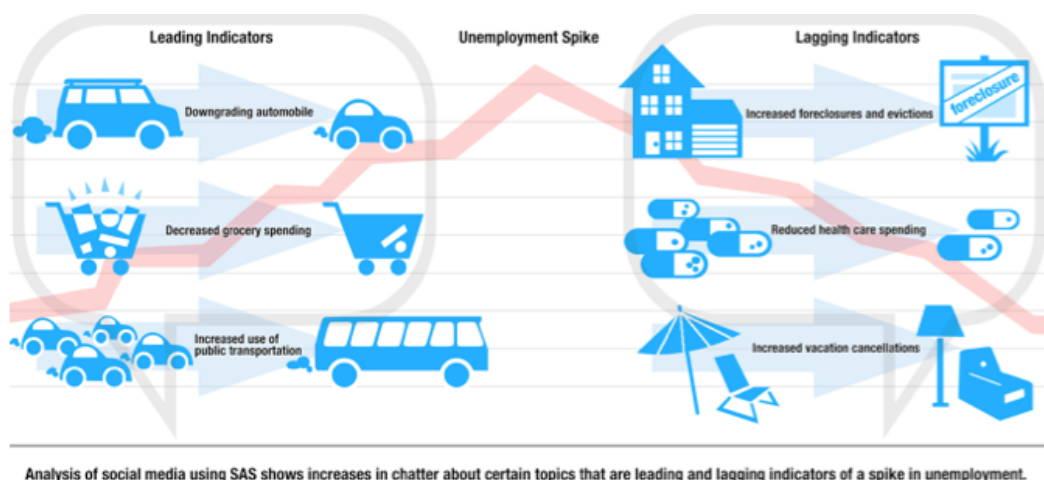 Leading Indicators
Unemployment Spike
Lagging Indicators
Downgrading automobile
Increased foreclosures and evictions
foreclosure
Decreased grocery spending
Reduced health care spending
Increased use of
public transportation
Increased vacation cancellations
Analysis of social media using SAS shows increases in chatter about certain topics that are leading and lagging indicators of a spike in unemployment.